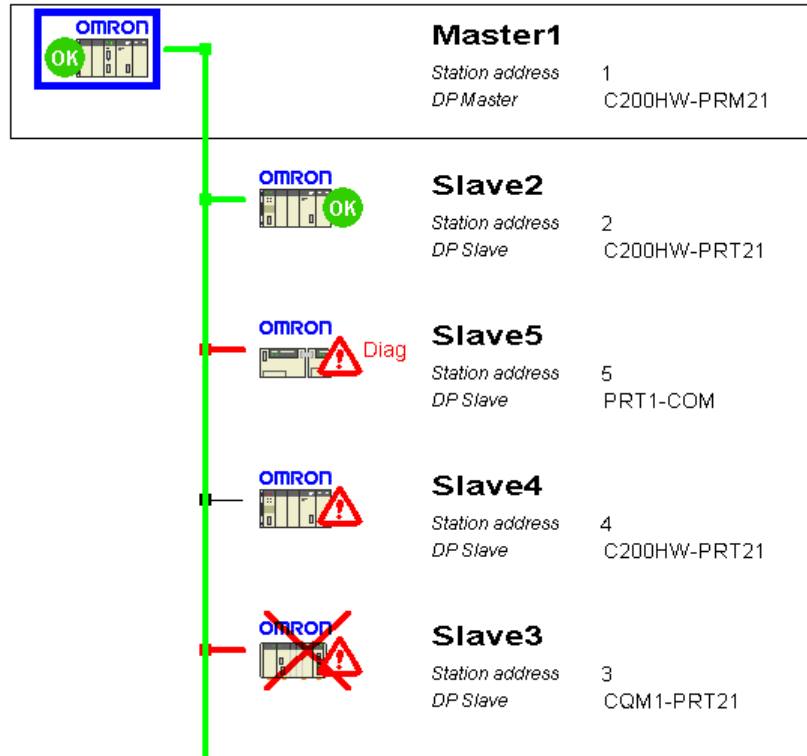 OMRON
OK
Master1
Station address 1
DP Master C200HW-PRM21
OMRON
OK
Slave2
Station address 2
DP Slave C200HW-PRT21
OMRON
Diag
Slave5
Station address 5
DP Slave PRT1-COM
OMRON
Slave4
Station address 4
DP Slave C200HW-PRT21
OMRON
Slave3
Station address 3
DP Slave CQM1-PRT21